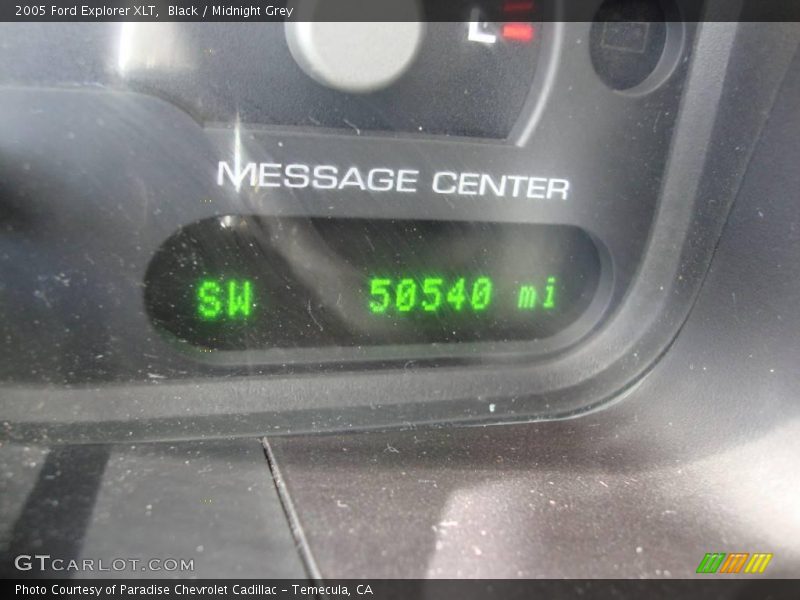 2005 Ford Explorer XLT, Black / Midnight Grey
L
MESSAGE CENTER
SW 50540 mi
GTCARLOT.COM
Photo Courtesy of Paradise Chevrolet Cadillac - Temecula, CA